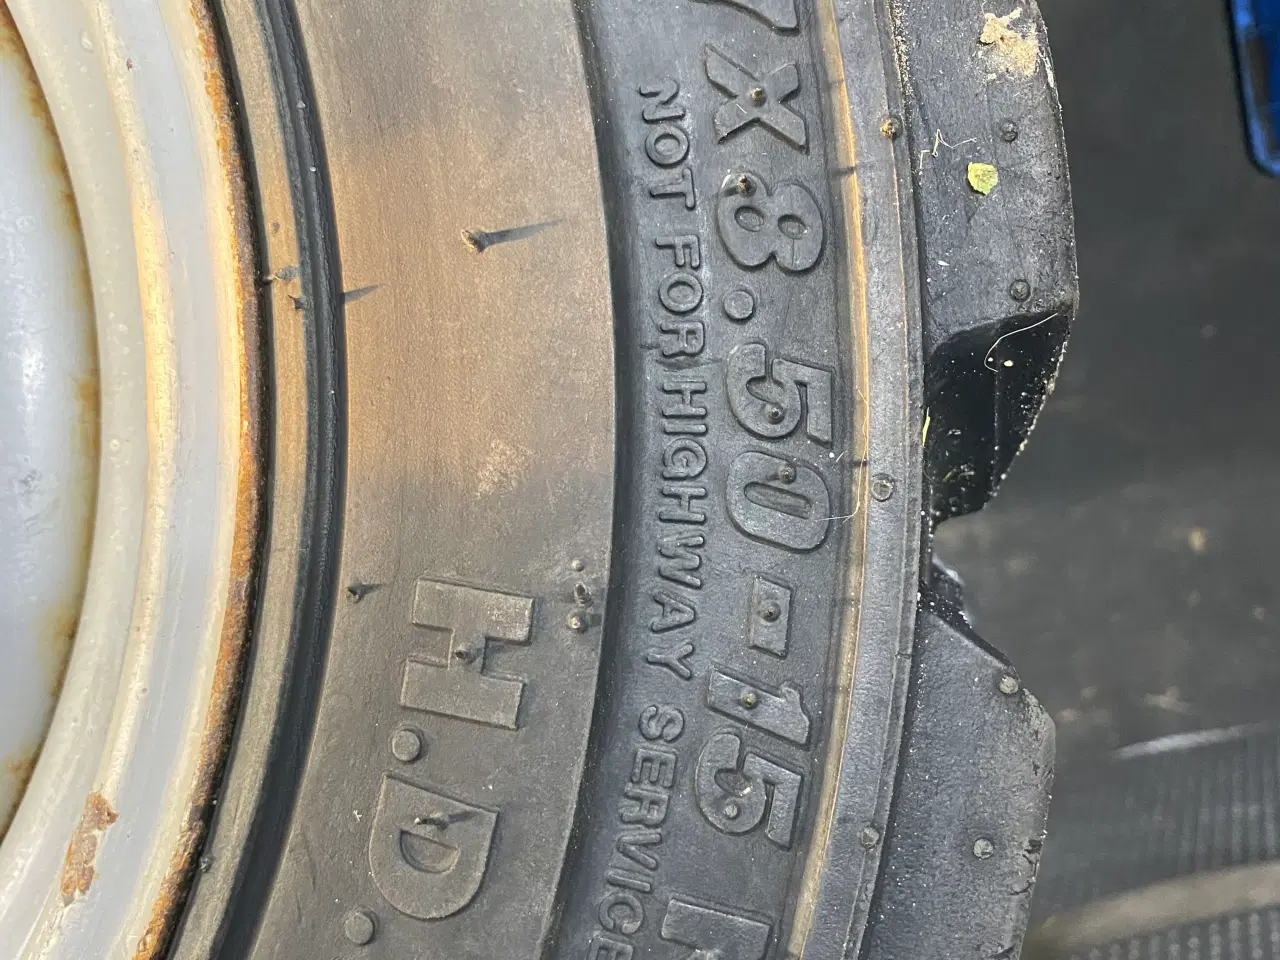 7X8.50-15
NOT FOR HIGHWAY SERVICE
H.D.